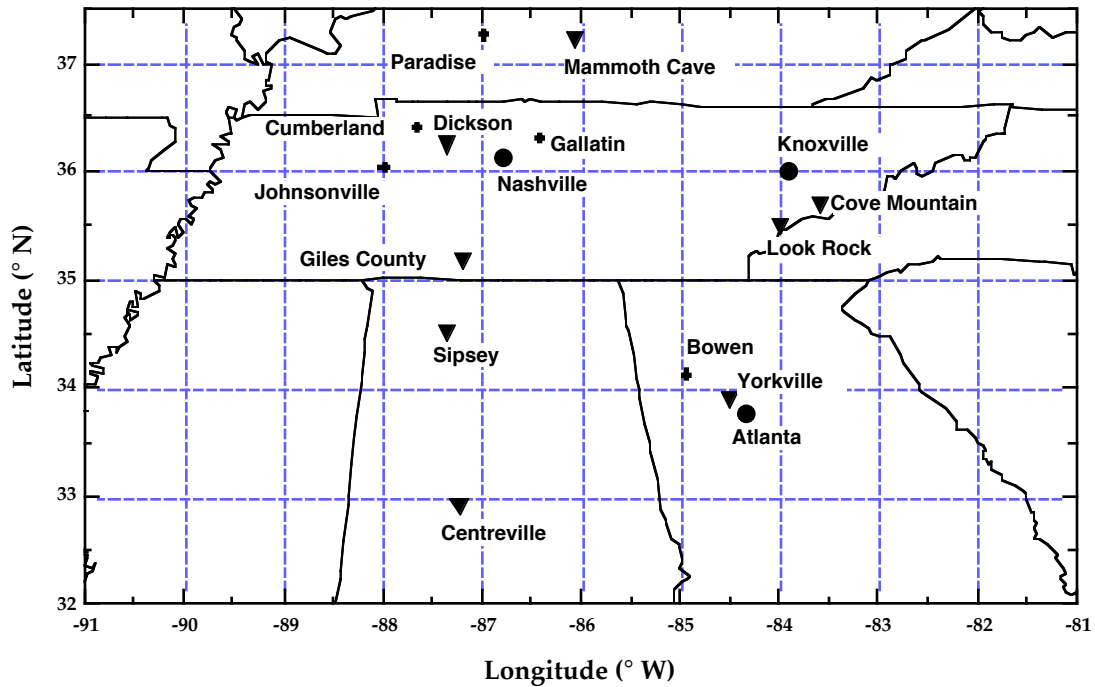 37
Paradise
Mammoth Cave
Cumberland
Dickson
Gallatin
Knoxville
36
Johnsonville
Nashville
Cove Mountain
Look Rock
Giles County
35
Sipsey
Bowen
34
Yorkville
Atlanta
33
Centreville
32
-91 -90 -89 -88 -87 -86 -85 -84 -83 -82 -81
Latitude (° N)
Longitude (° W)